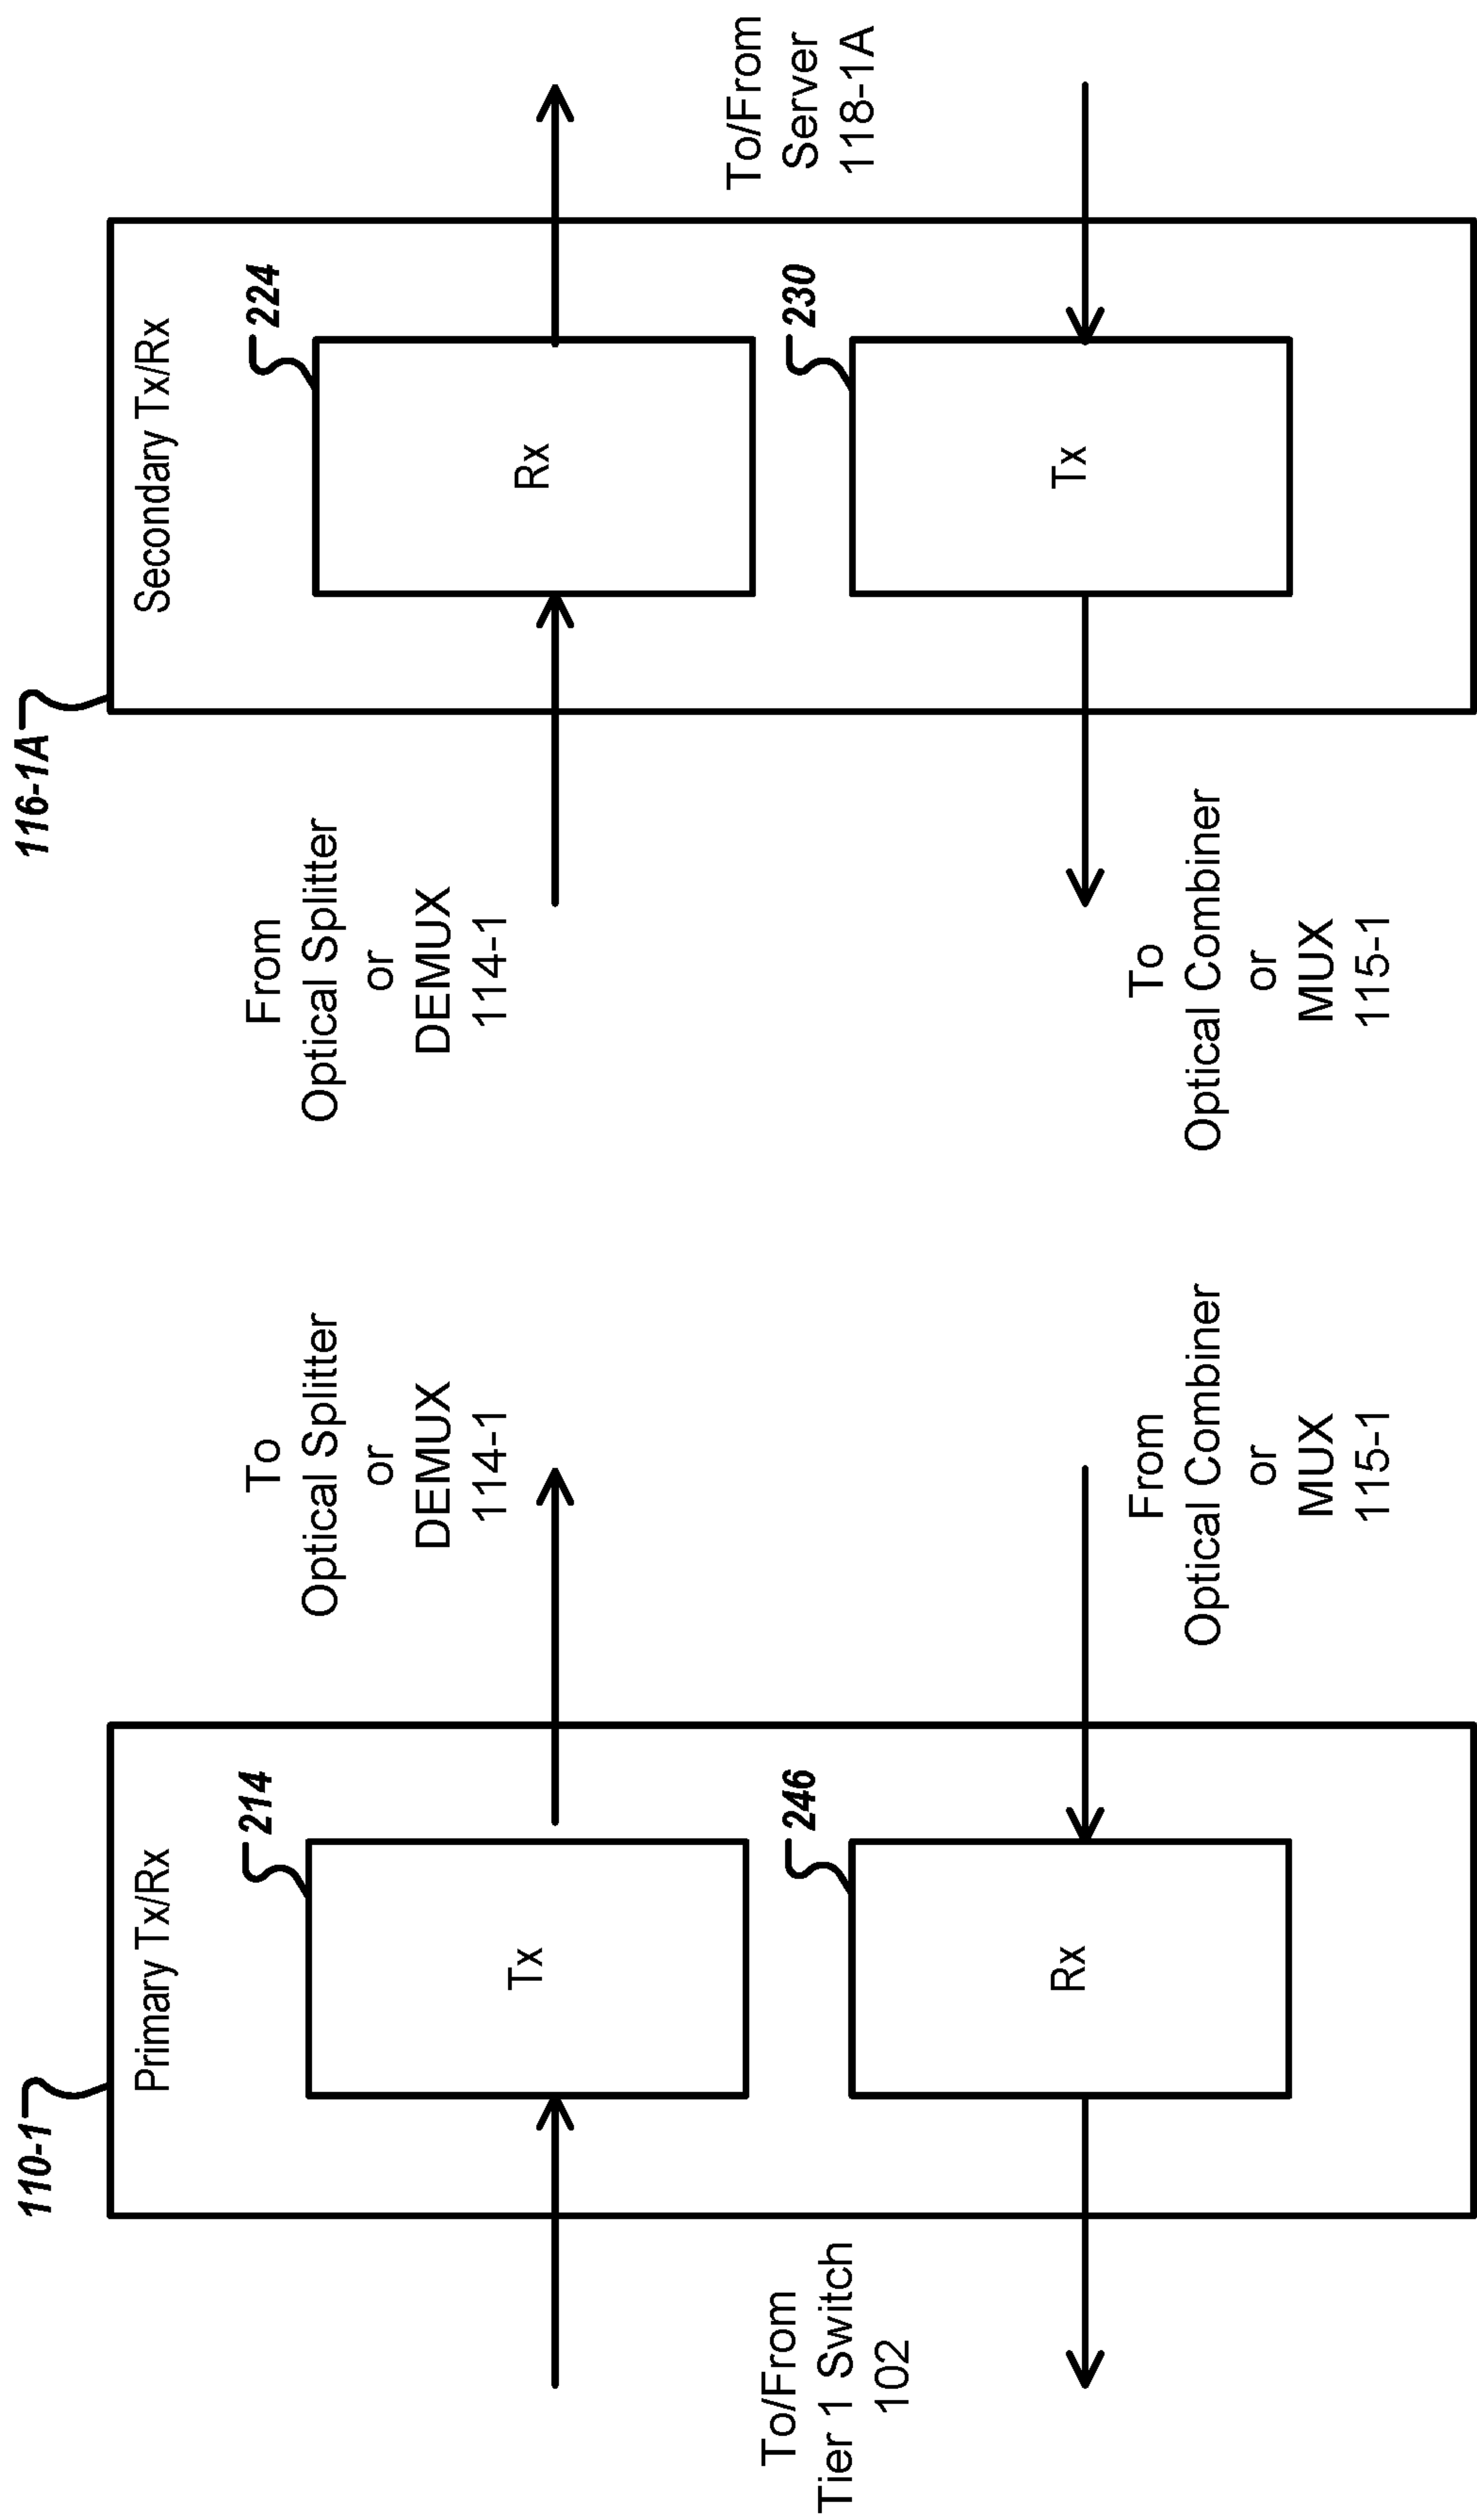 110-1
Primary Tx/Rx
214
Tx
246
Rx
To/From
Tier 1 Switch
102
To
Optical Splitter
or
DEMUX
114-1
From
Optical Combiner
or
MUX
115-1
116-1A
Secondary Tx/Rx
From
Optical Splitter
or
DEMUX
114-1
To
Optical Combiner
or
MUX
115-1
224
Rx
230
Tx
To/From
Server
118-1A